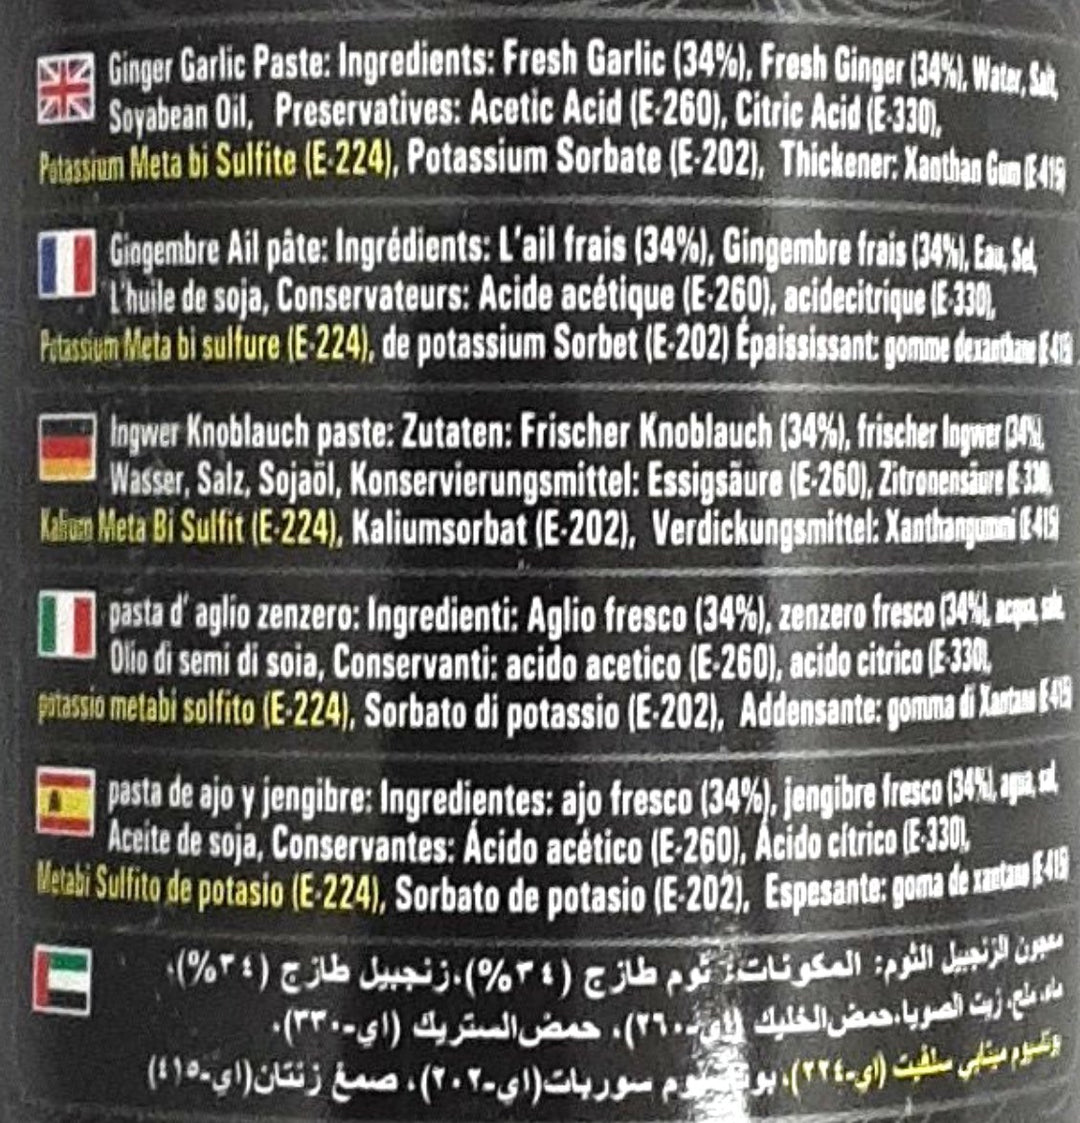 Ginger Garlic Paste: Ingredients: Fresh Garlic (34%), Fresh Ginger (34%), Water, Salt,
Soyabean Oil, Preservatives: Acetic Acid (E-260), Citric Acid (E-330),
Potassium Meta bi Sulfite (E-224), Potassium Sorbate (E-202), Thickener: Xanthan Gum (E-415)
Gingembre Ail pâte: Ingrédients: L'ail frais (34%), Gingembre frais (34%), Eau, Sel,
L'huile de soja, Conservateurs: Acide acétique (E-260), acidecitrique (E-330),
Potassium Meta bi sulfure (E-224), de potassium Sorbet (E-202) Épaississant: gomme dexanthane (E-415)
Ingwer Knoblauch paste: Zutaten: Frischer Knoblauch (34%), frischer Ingwer (34%),
Wasser, Salz, Sojaöl, Konservierungsmittel: Essigsäure (E-260), Zitronensäure (E-330),
Kalium Meta Bi Sulfit (E-224), Kaliumsorbat (E-202), Verdickungsmittel: Xanthangummi (E-415)
pasta d' aglio zenzero: Ingredienti: Aglio fresco (34%), zenzero fresco (34%), acqua, sale,
Olio di semi di soia, Conservanti: acido acetico (E-260), acido citrico (E-330),
potassio metabi solfito (E-224), Sorbato di potassio (E-202), Addensante: gomma di Xantano (E-415)
pasta de ajo y jengibre: Ingredientes: ajo fresco (34%), jengibre fresco (34%), agua, sal,
Aceite de soja, Conservantes: Ácido acético (E-260), Ácido cítrico (E-330),
Metabi Sulfito de potasio (E-224), Sorbato de potasio (E-202), Espesante: goma de xantano (E-415)
معجون الزنجبيل الثوم: المكونات: ثوم طازج (٣٤%)،زنجبيل طازج (٣٤%)،
ماء، ملح، زيت الصويا،حمض الخليك (اي-٢٦٠)، حمض الستريك (اي-٣٣٠)،
بوتاسيوم ميتابي سلفيت (اي-٢٢٤)، بوتاسيوم سوربات(اي-٢٠٢)، صمغ زنتان(اي-٤١٥)